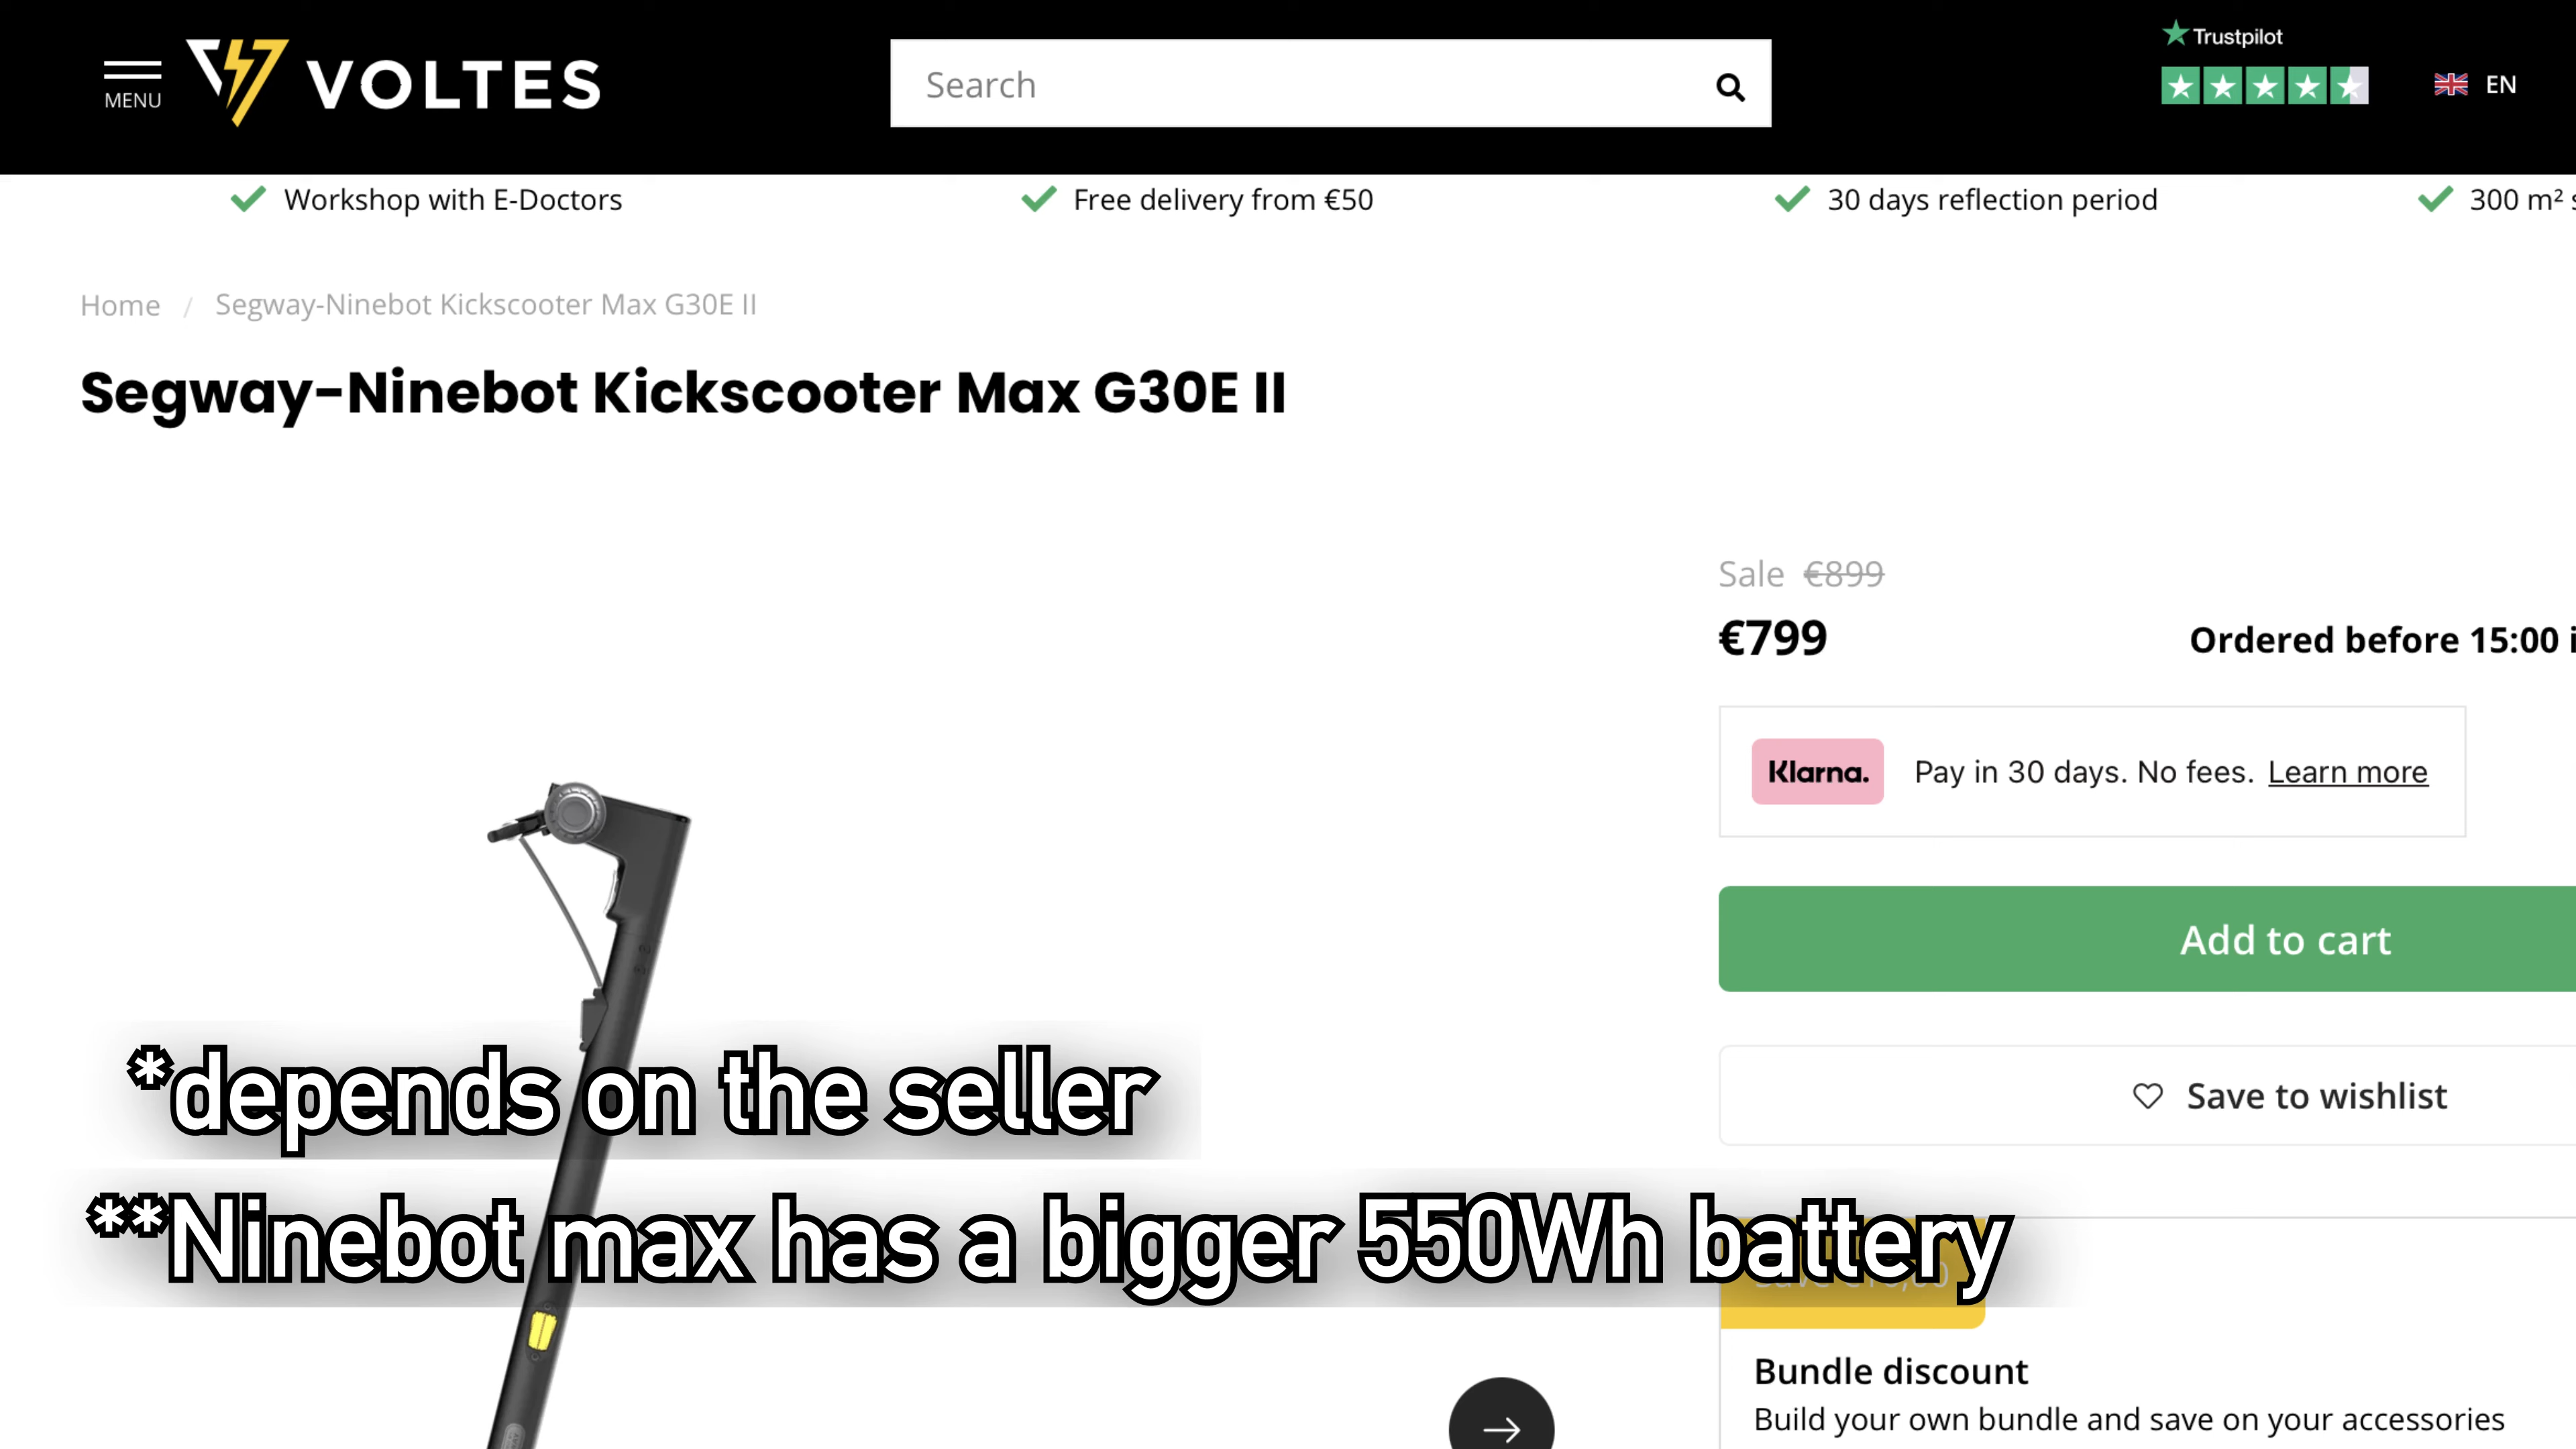 MENU
VOLTES
Search
Trustpilot
EN
Workshop with E-Doctors
Free delivery from €50
30 days reflection period
300 m²
Home / Segway-Ninebot Kickscooter Max G30E II
Segway-Ninebot Kickscooter Max G30E II
Sale €899
€799
Ordered before 15:00
Klarna. Pay in 30 days. No fees. Learn more
Add to cart
Save to wishlist
*depends on the seller
**Ninebot max has a bigger 550Wh battery
Bundle discount
Build your own bundle and save on your accessories